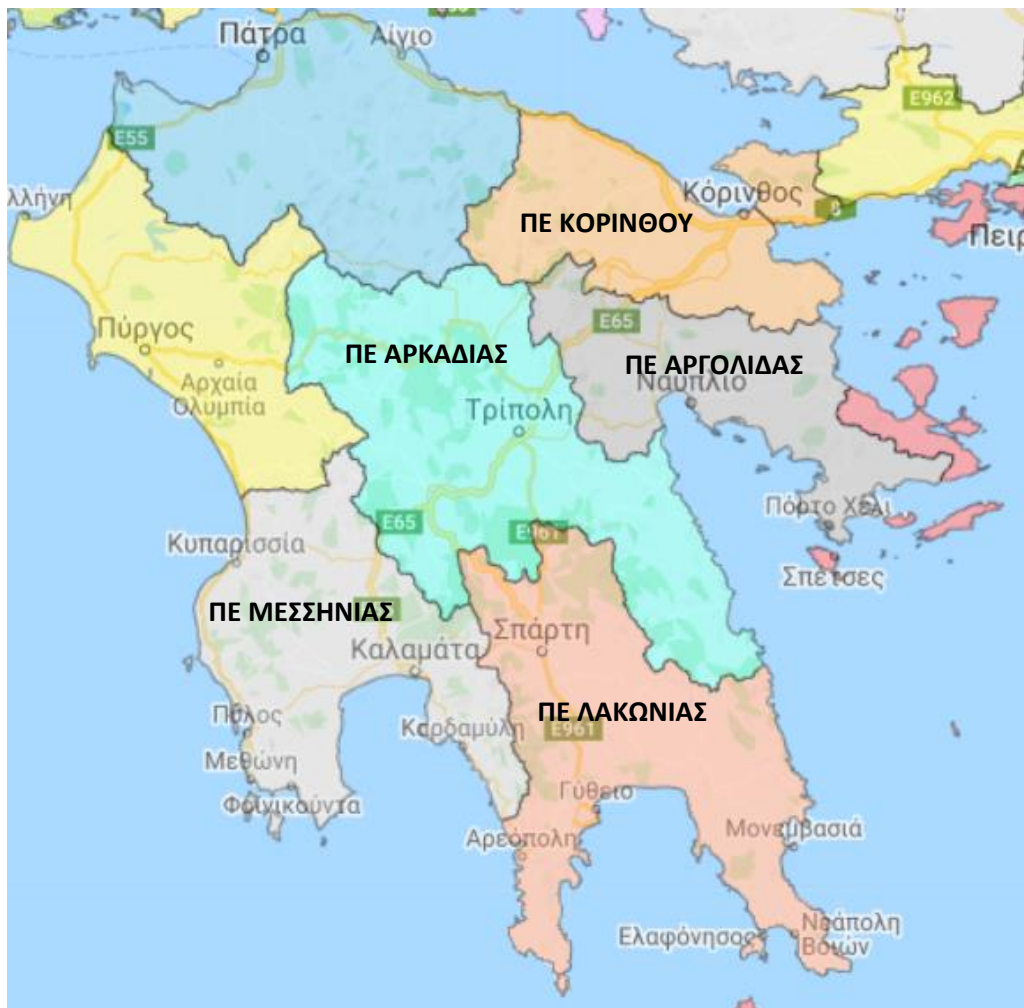 Πάτρα
Αίγιο
E962
E55
Κόρινθος
λλήνη
8
ΠΕ ΚΟΡΙΝΘΟΥ
Πειρ
E65
Πύργος
ΠΕ ΑΡΚΑΔΙΑΣ
ΠΕ ΑΡΓΟΛΙΔΑΣ
Αρχαία
Ολυμπία
Ναύπλιο
Τρίπολη
Πόρτο Χέλι
E65
E961
Κυπαρισσία
Σπέτσες
ΠΕ ΜΕΣΣΗΝΙΑΣ
Σπάρτη
Καλαμάτα
ΠΕ ΛΑΚΩΝΙΑΣ
Πύλος
Καρδαμύλη
E961
Μεθώνη
Φοινικούντα
Γύθειο
Αρεόπολη
Μονεμβασιά
Ελαφόνησος
Νεάπολη
Βοιών